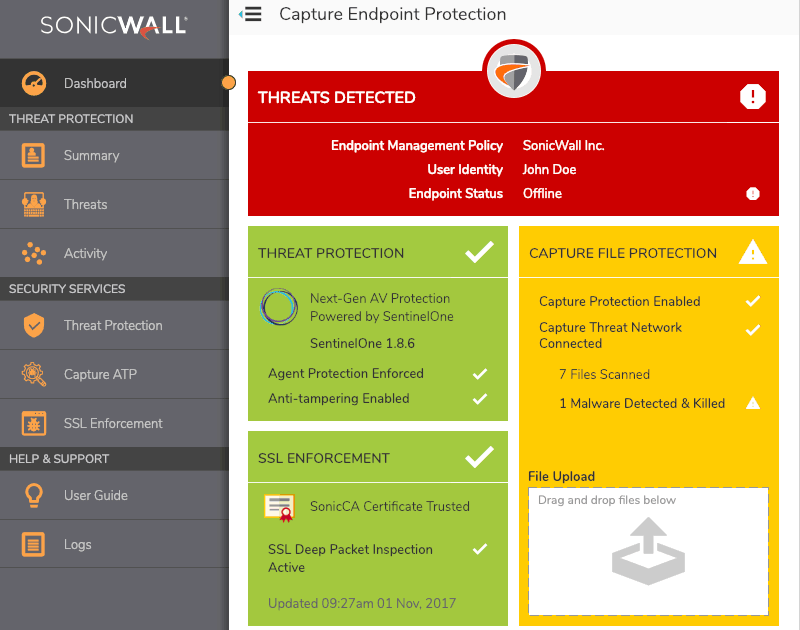 SONICWALL
Dashboard
THREAT PROTECTION
Summary
Threats
Activity
SECURITY SERVICES
Threat Protection
Capture ATP
SSL Enforcement
HELP & SUPPORT
User Guide
Logs
Capture Endpoint Protection
THREATS DETECTED
Endpoint Management Policy SonicWall Inc.
User Identity John Doe
Endpoint Status Offline
THREAT PROTECTION
Next-Gen AV Protection
Powered by SentinelOne
SentinelOne 1.8.6
Agent Protection Enforced
Anti-tampering Enabled
SSL ENFORCEMENT
SonicCA Certificate Trusted
SSL Deep Packet Inspection
Active
Updated 09:27am 01 Nov, 2017
CAPTURE FILE PROTECTION
Capture Protection Enabled
Capture Threat Network
Connected
7 Files Scanned
1 Malware Detected & Killed
File Upload
Drag and drop files below